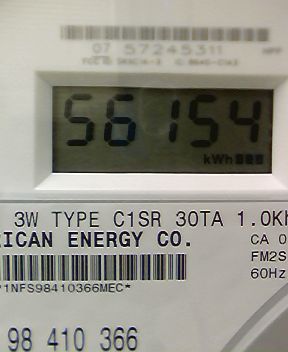 07 57245311
56154
kWh
3W TYPE C1SR 30TA 1.0K
RICAN ENERGY CO.
CA 0
FM2S
60Hz
P1NFS98410366MEC*
98 410 366